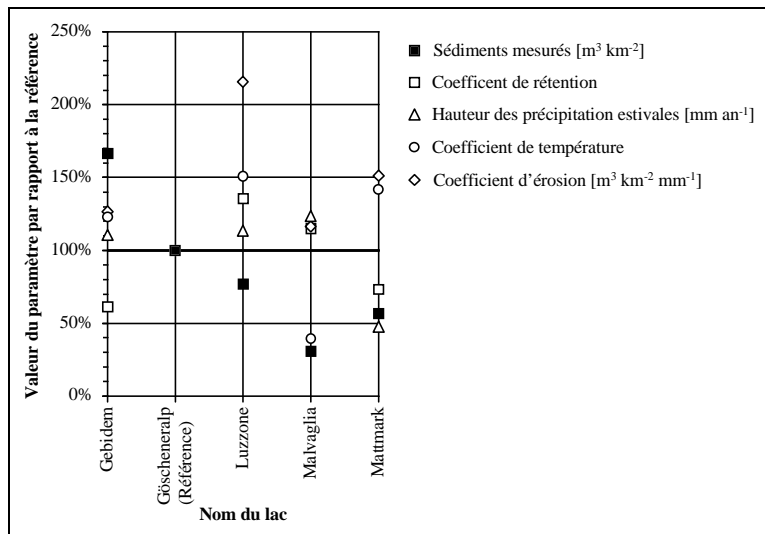 Valeur du paramètre par rapport à la référence
250%
200%
150%
100%
50%
0%
Gebidem
Göscheneralp
(Référence)
Luzzone
Malvaglia
Mattmark
Nom du lac
Sédiments mesurés [m³ km⁻²]
Coefficent de rétention
Hauteur des précipitation estivales [mm an⁻¹]
Coefficient de température
Coefficient d’érosion [m³ km⁻² mm⁻¹]